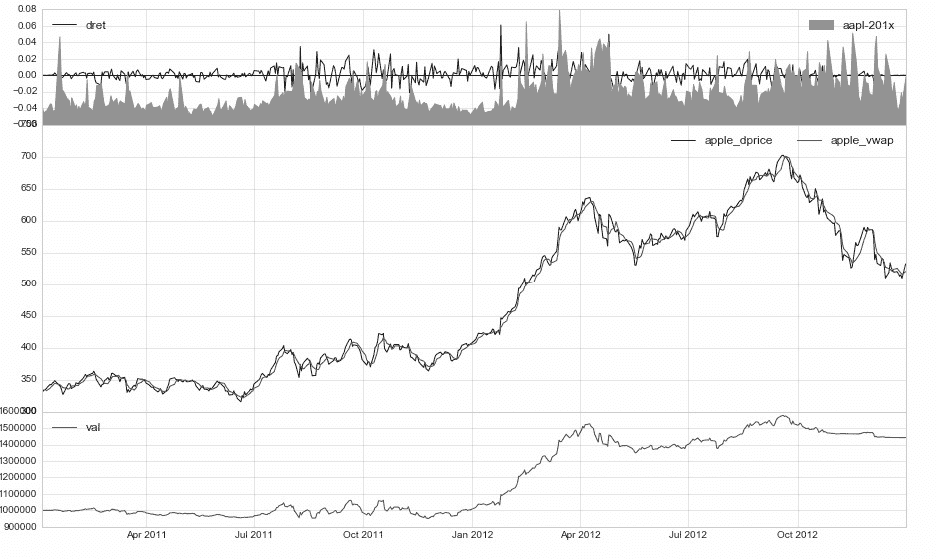 0.08
dret
aapl-201x
0.06
0.04
0.02
0.00
−0.02
−0.04
apple_dprice
apple_vwap
700
650
600
550
500
450
400
350
1600000
300
1500000
val
1400000
1300000
1200000
1100000
1000000
900000
Apr 2011
Jul 2011
Oct 2011
Jan 2012
Apr 2012
Jul 2012
Oct 2012